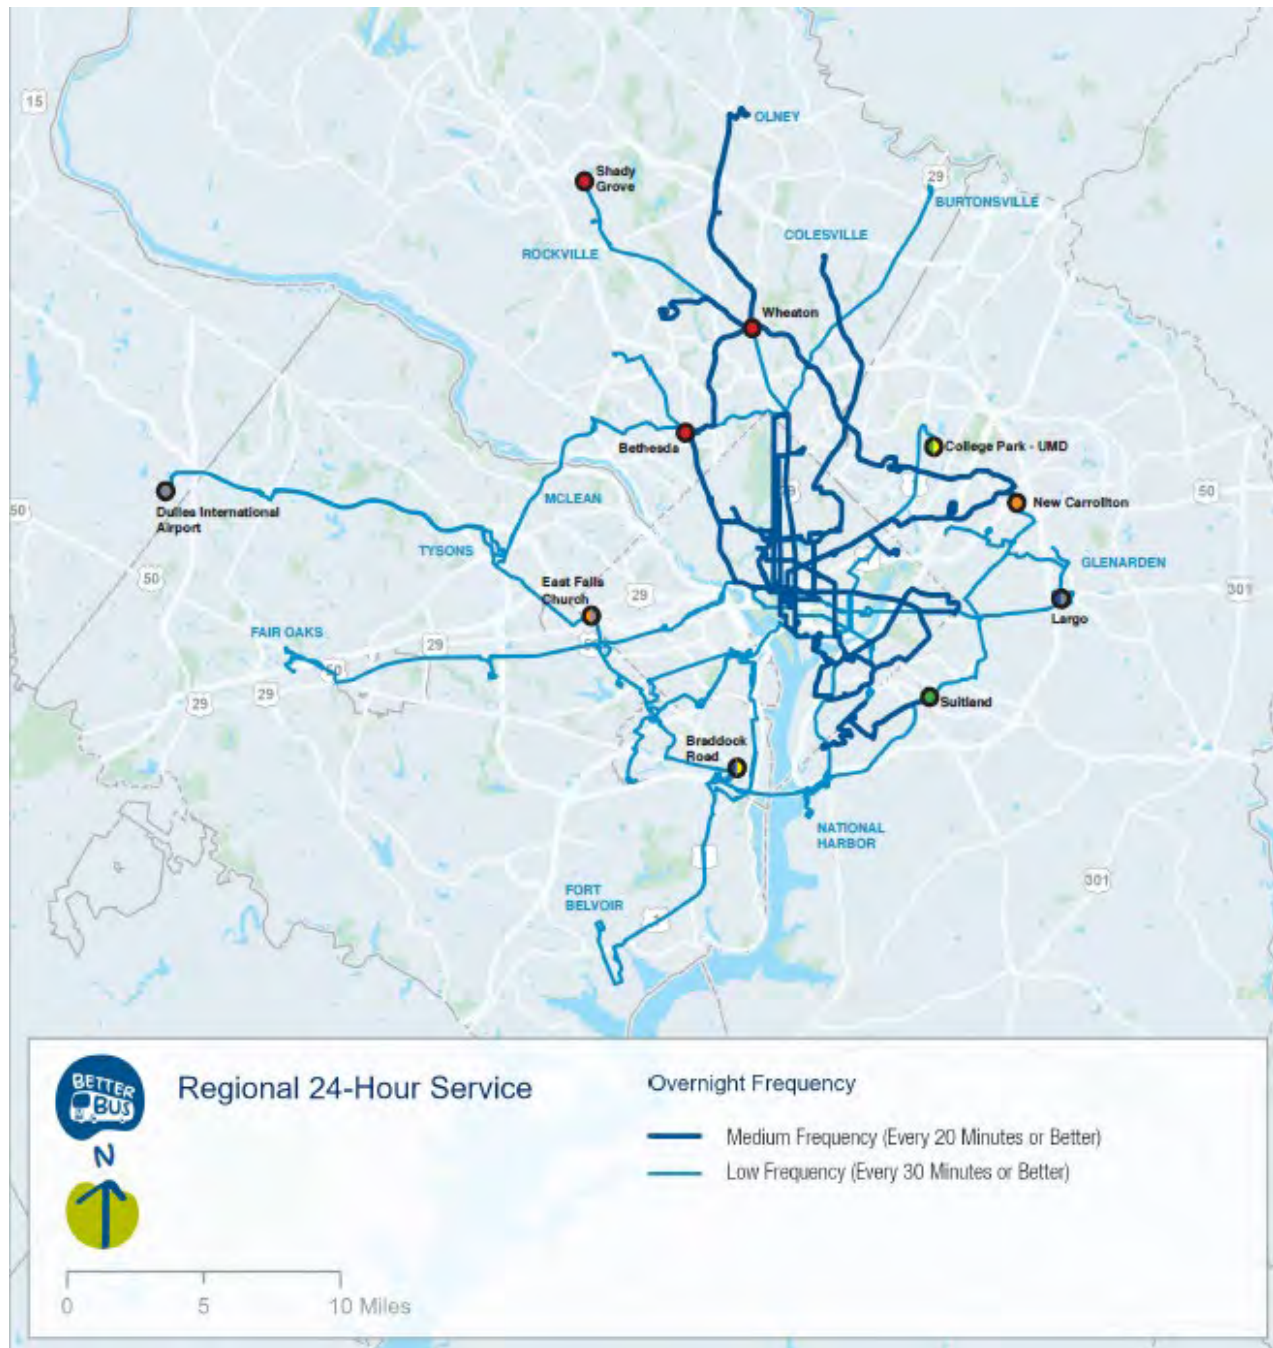 15
OLNEY
Shady
Grove
29
BURTONSVILLE
COLESVILLE
ROCKVILLE
Wheaton
Bethesda
College Park - UMD
29
MCLEAN
50
New Carrollton
50
Dulles International
Airport
TYSONS
50
East Falls
Church
29
GLENARDEN
301
Largo
FAIR OAKS
29
50
29
29
Suitland
Braddock
Road
NATIONAL
HARBOR
301
FORT
BELVOIR
1
BETTER
BUS
N
Regional 24-Hour Service
Overnight Frequency
Medium Frequency (Every 20 Minutes or Better)
Low Frequency (Every 30 Minutes or Better)
0 5 10 Miles